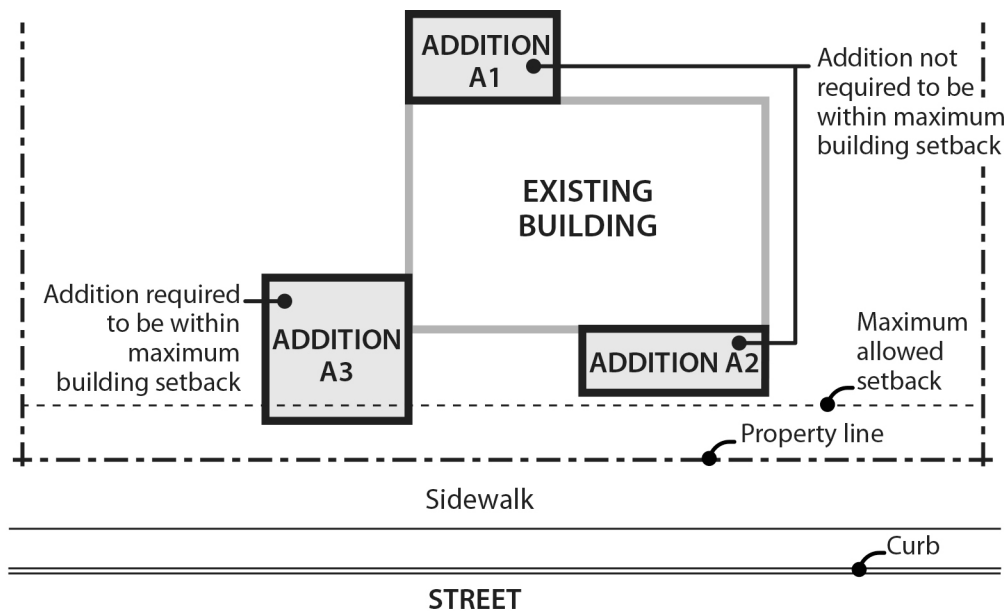 ADDITION
A1
Addition not
required to be
within maximum
building setback
EXISTING
BUILDING
Addition required
to be within
maximum
building setback
ADDITION
A3
ADDITION A2
Maximum
allowed
setback
Property line
Sidewalk
Curb
STREET